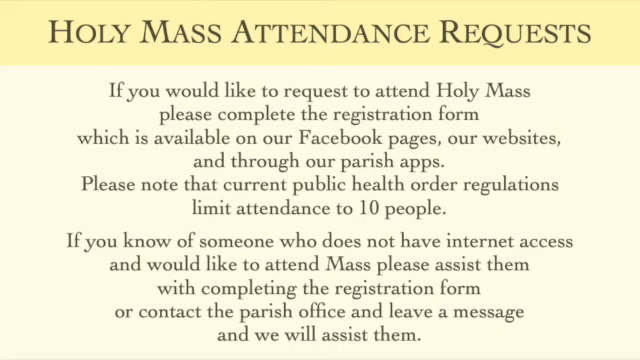 HOLY MASS ATTENDANCE REQUESTS
If you would like to request to attend Holy Mass
please complete the registration form
which is available on our Facebook pages, our websites,
and through our parish apps.
Please note that current public health order regulations
limit attendance to 10 people.
If you know of someone who does not have internet access
and would like to attend Mass please assist them
with completing the registration form
or contact the parish office and leave a message
and we will assist them.